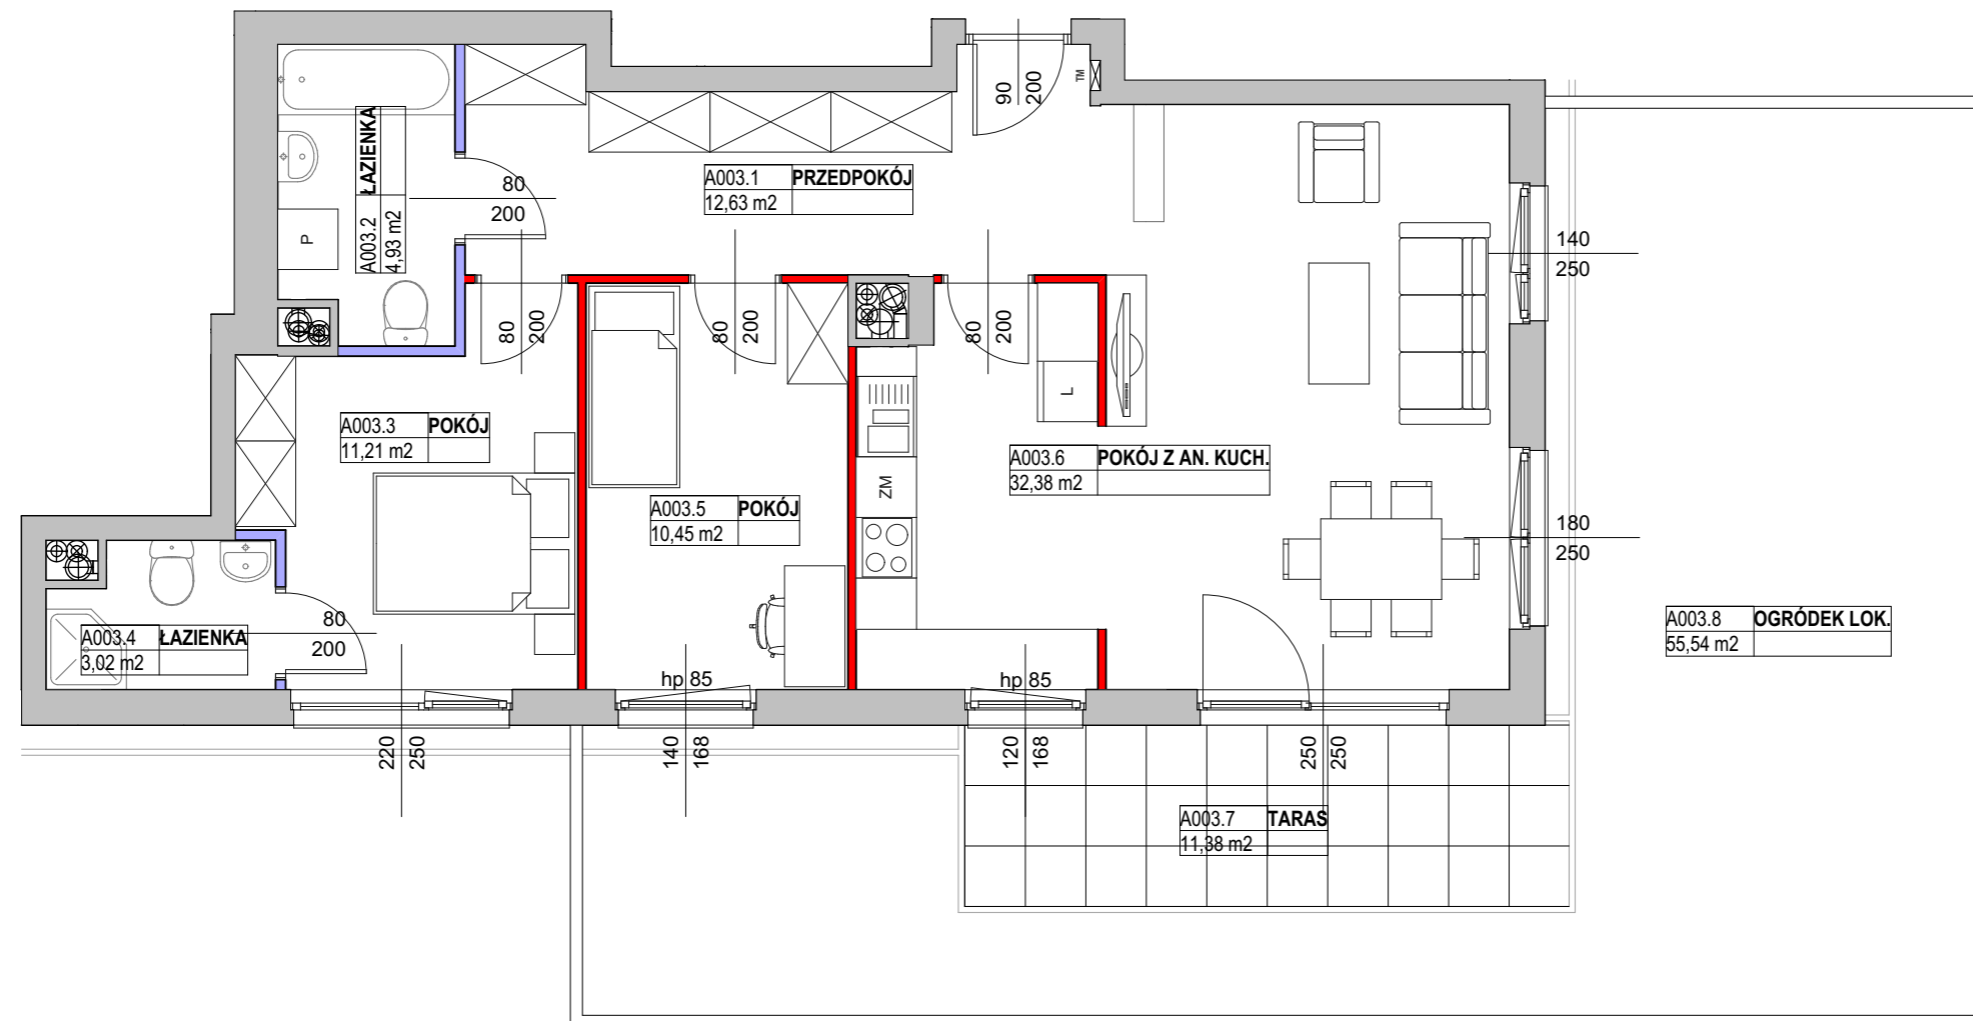 90
200
TM
A003.2 ŁAZIENKA
4,93 m2
P
80
200
A003.1 PRZEDPOKÓJ
12,63 m2
140
250
80
200
80
200
80
200
L
A003.3 POKÓJ
11,21 m2
A003.5 POKÓJ
10,45 m2
ZM
A003.6 POKÓJ Z AN. KUCH.
32,38 m2
180
250
A003.4 ŁAZIENKA
3,02 m2
80
200
A003.8 OGRÓDEK LOK.
55,54 m2
hp 85
hp 85
220
250
140
168
120
168
250
250
A003.7 TARAS
11,38 m2